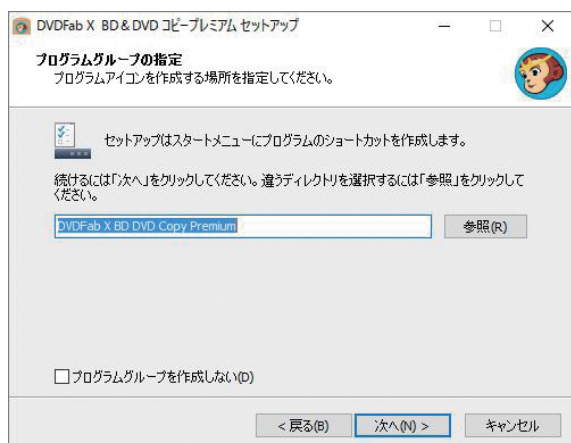 DVDFab X BD&DVD コピープレミアム セットアップ
プログラムグループの指定
プログラムアイコンを作成する場所を指定してください。
セットアップはスタートメニューにプログラムのショートカットを作成します。
続けるには「次へ」をクリックしてください。違うディレクトリを選択するには「参照」をクリックして
ください。
DVDFab X BD DVD Copy Premium
参照(R)
プログラムグループを作成しない(D)
< 戻る(B)
次へ(N) >
キャンセル